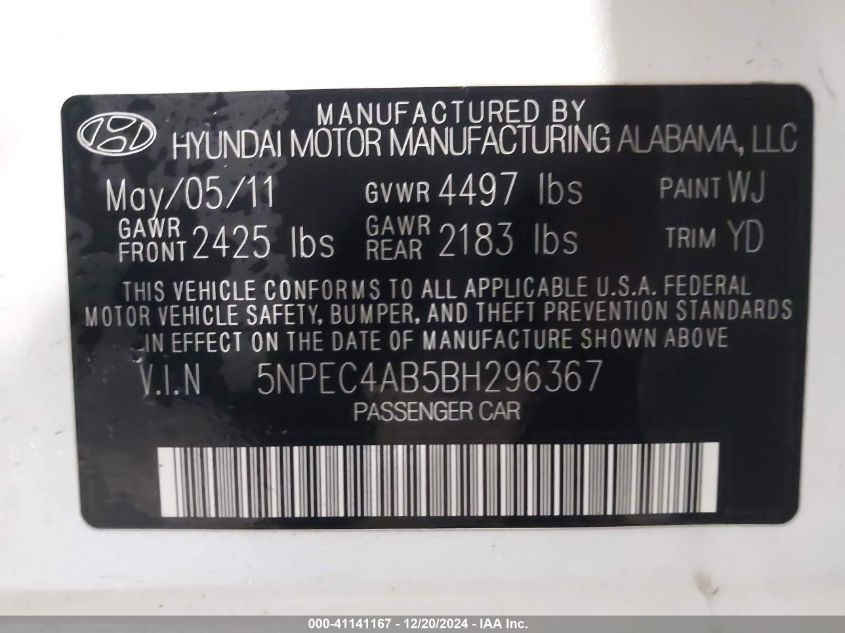 MANUFACTURED BY
HYUNDAI MOTOR MANUFACTURING ALABAMA, LLC
May/05/11 GVWR 4497 lbs PAINT WJ
GAWR FRONT 2425 lbs GAWR REAR 2183 lbs TRIM YD
THIS VEHICLE CONFORMS TO ALL APPLICABLE U.S.A. FEDERAL
MOTOR VEHICLE SAFETY, BUMPER, AND THEFT PREVENTION STANDARDS
IN EFFECT ON THE DATE OF MANUFACTURE SHOWN ABOVE
V.I.N 5NPEC4AB5BH296367
PASSENGER CAR
000-41141167 - 12/20/2024 - IAA Inc.